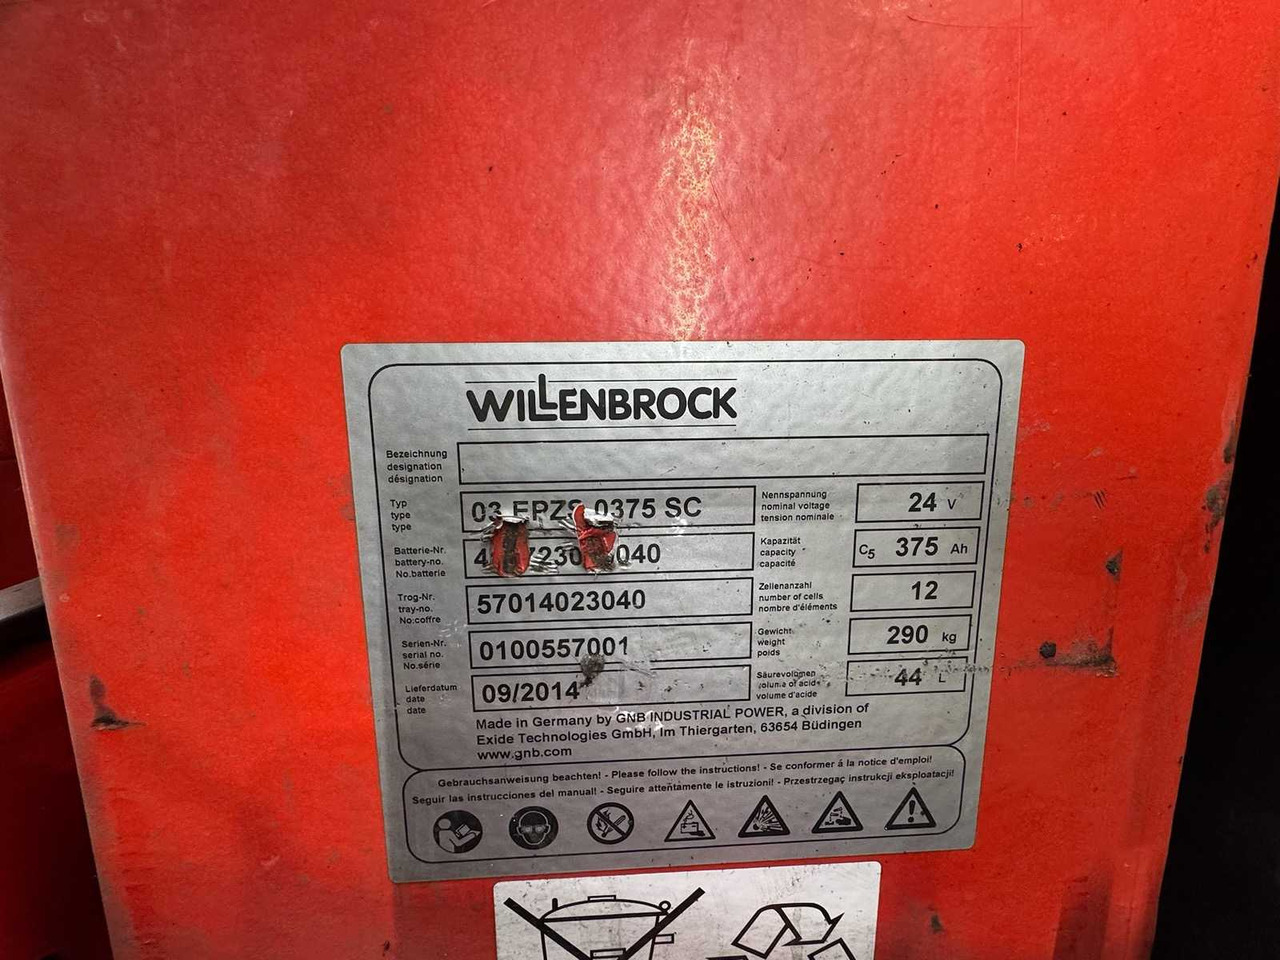 WILLENBROCK
Bezeichnung
designation
désignation
Typ
type
type
03 EPZS 0375 SC
Nennspannung
nominal voltage
tension nominale
24 V
Batterie-Nr.
battery-no.
No.batterie
Kapazität
capacity
capacité
C5 375 Ah
Trog-Nr.
tray-no.
No.coffre
57014023040
Zellenanzahl
number of cells
nombre d'éléments
12
Serien-Nr.
serial no.
No.série
0100557001
Gewicht
weight
poids
290 kg
Lieferdatum
date
date
09/2014
Säurevolumen
volume of acid
volume d'acide
44 L
Made in Germany by GNB INDUSTRIAL POWER, a division of
Exide Technologies GmbH, Im Thiergarten, 63654 Büdingen
www.gnb.com
Gebrauchsanweisung beachten! - Please follow the instructions! - Se conformer á la notice d'emploi!
Seguir las instrucciones del manual! - Seguire attentamente le istruzioni! - Przestrzegać instrukcji eksploatacji!